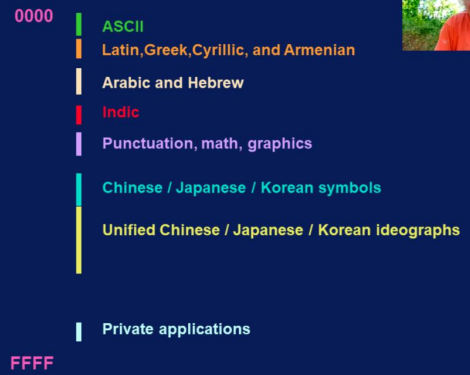 0000
ASCII
Latin,Greek,Cyrillic, and Armenian
Arabic and Hebrew
Indic
Punctuation, math, graphics
Chinese / Japanese / Korean symbols
Unified Chinese / Japanese / Korean ideographs
Private applications
FFFF